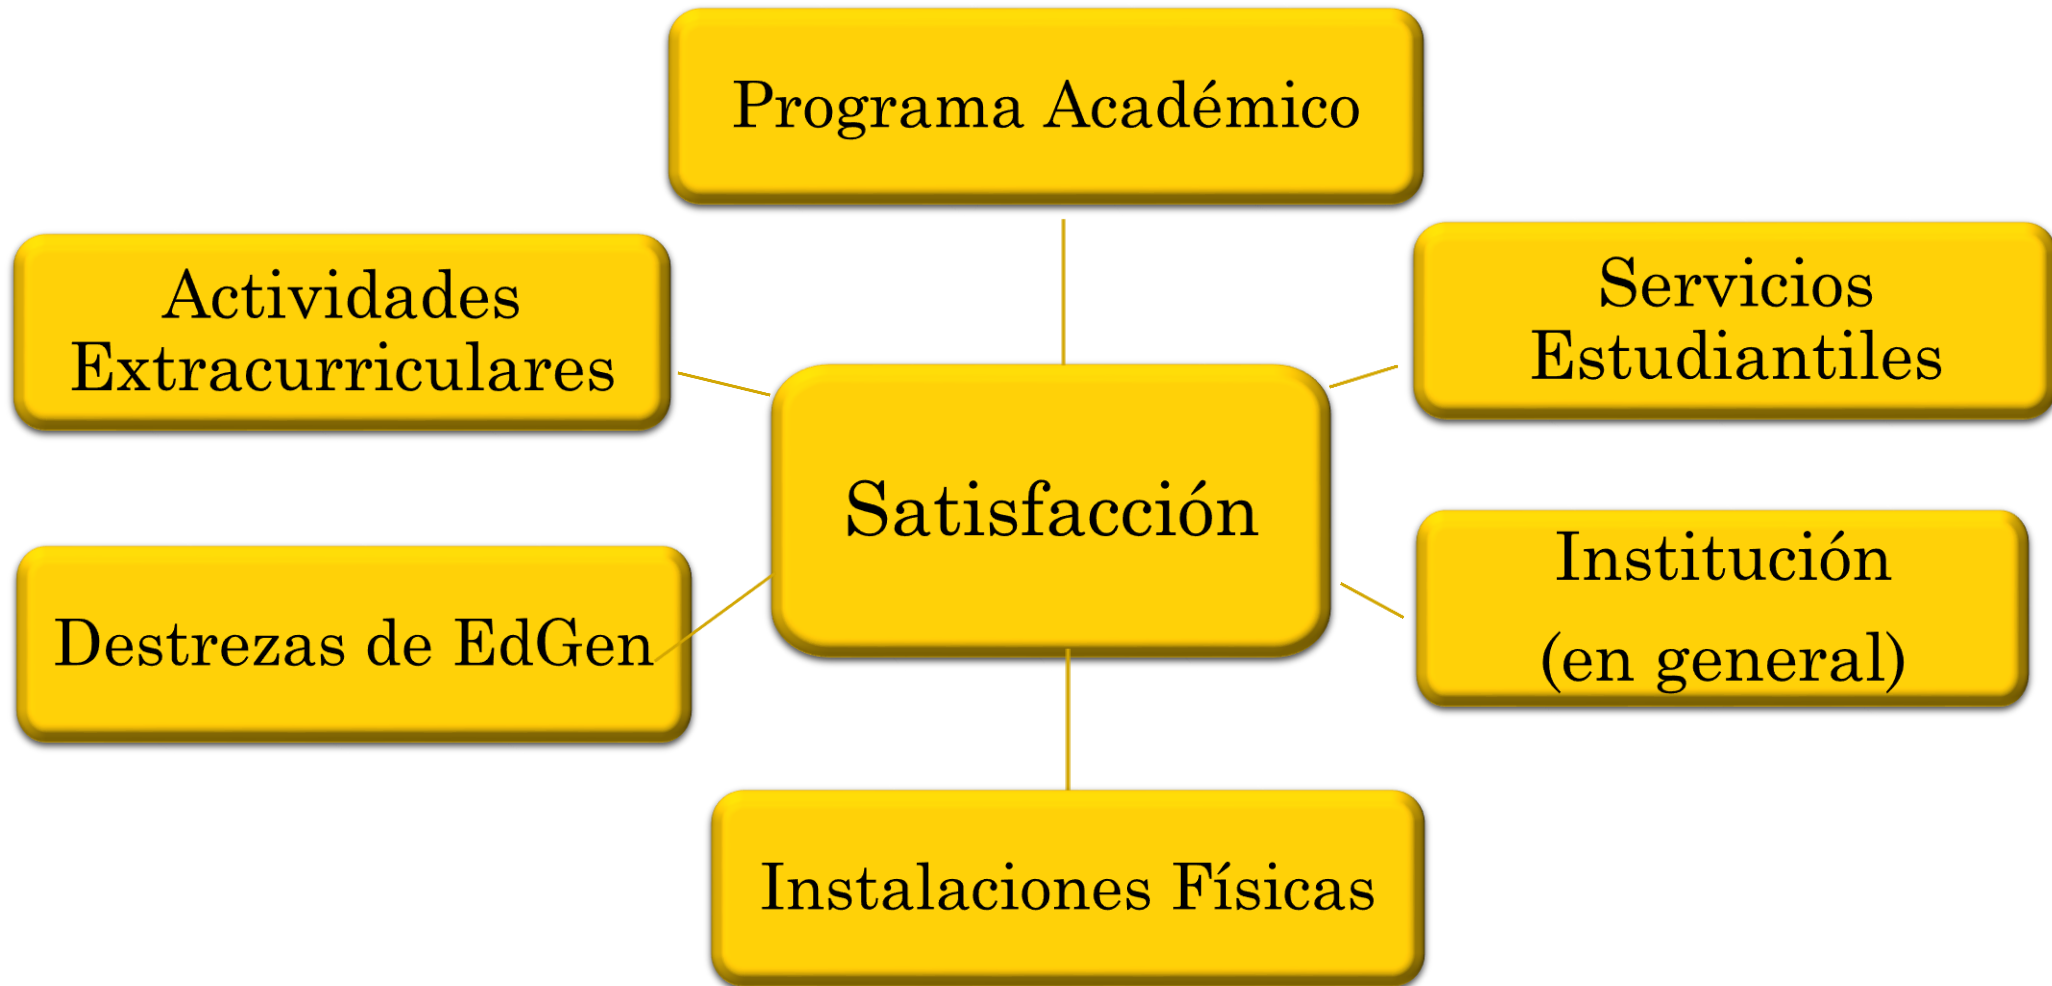 Programa Académico
Actividades
Extracurriculares
Servicios
Estudiantiles
Satisfacción
Institución
(en general)
Destrezas de EdGen
Instalaciones Físicas